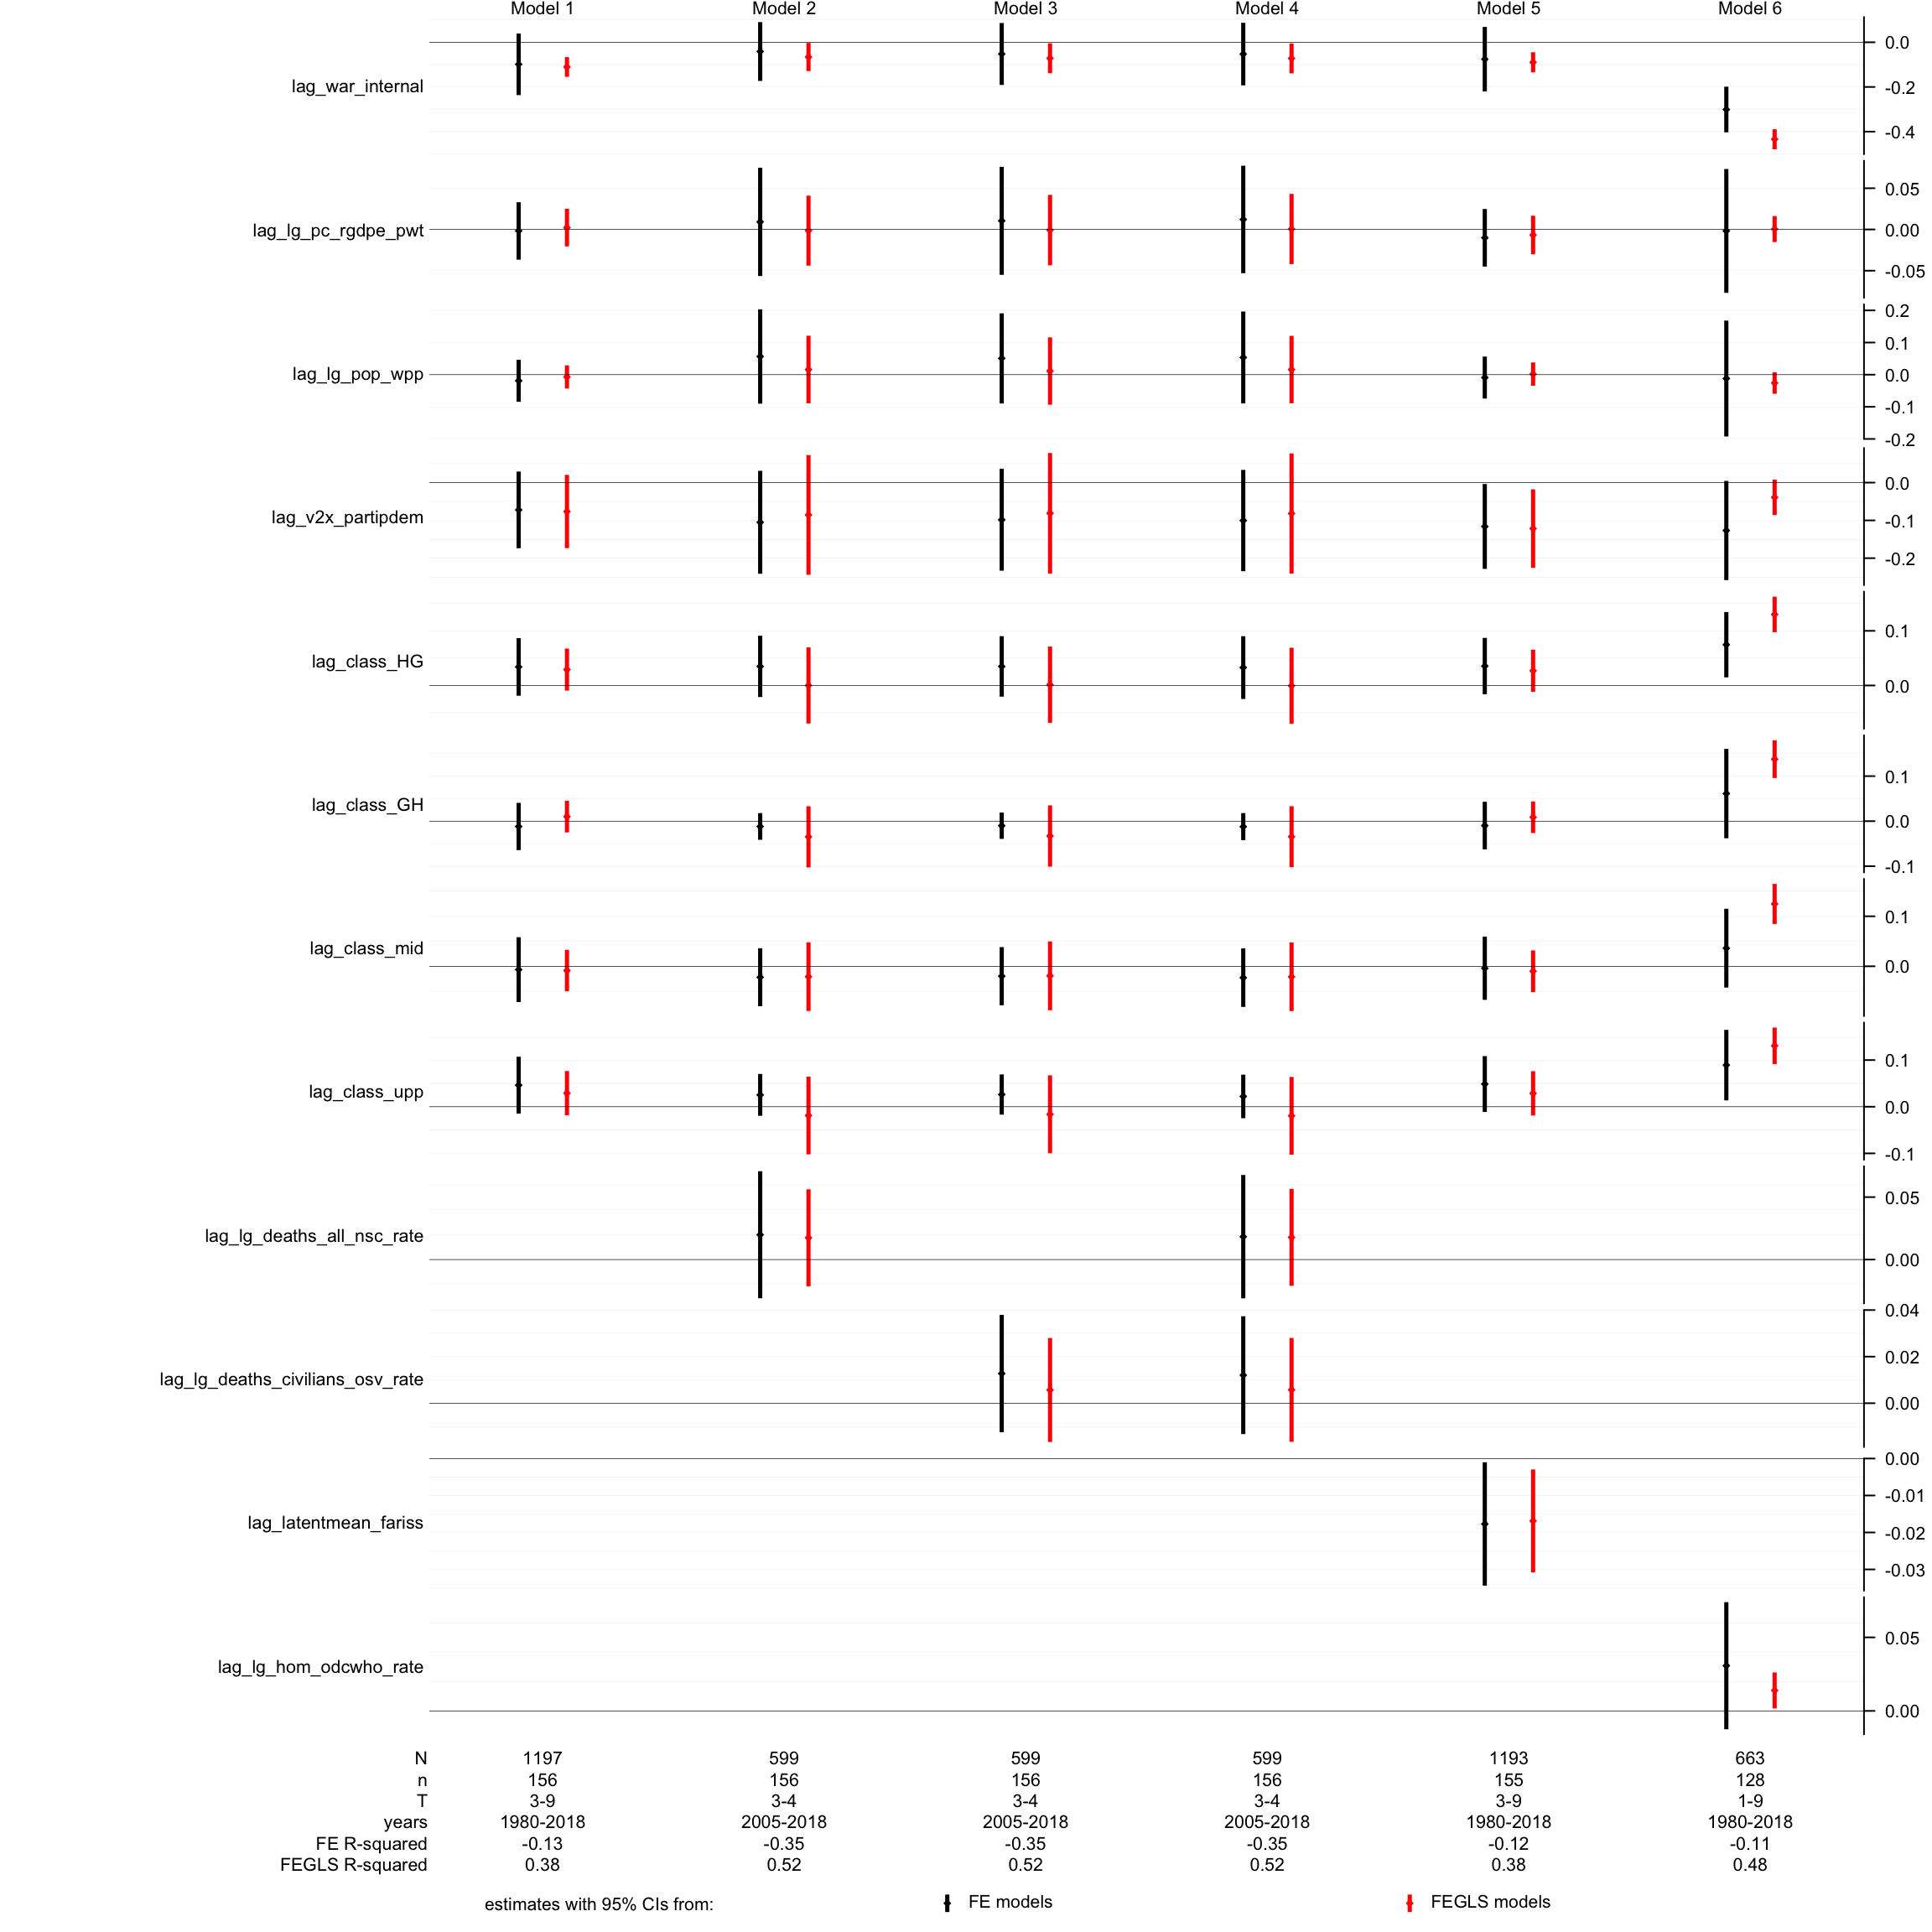 Model 1 Model 2 Model 3 Model 4 Model 5 Model 6
0.0
lag_war_internal
-0.2
-0.4
0.05
lag_lg_pc_rgdpe_pwt 0.00
-0.05
0.2
0.1
lag_lg_pop_wpp 0.0
-0.1
-0.2
0.0
lag_v2x_partipdem
-0.1
-0.2
0.1
lag_class_HG
0.0
0.1
lag_class_GH
0.0
-0.1
0.1
lag_class_mid
0.0
0.1
lag_class_upp
0.0
-0.1
0.05
lag_lg_deaths_all_nsc_rate
0.00
0.04
0.02
lag_lg_deaths_civilians_osv_rate
0.00
0.00
-0.01
lag_latentmean_fariss
-0.02
-0.03
0.05
lag_lg_hom_odcwho_rate
0.00
N 1197 599 599 599 1193 663
n 156 156 156 156 155 128
T 3-9 3-4 3-4 3-4 3-9 1-9
years 1980-2018 2005-2018 2005-2018 2005-2018 1980-2018 1980-2018
FE R-squared -0.13 -0.35 -0.35 -0.35 -0.12 -0.11
FEGLS R-squared 0.38 0.52 0.52 0.52 0.38 0.48
estimates with 95% CIs from: FE models FEGLS models